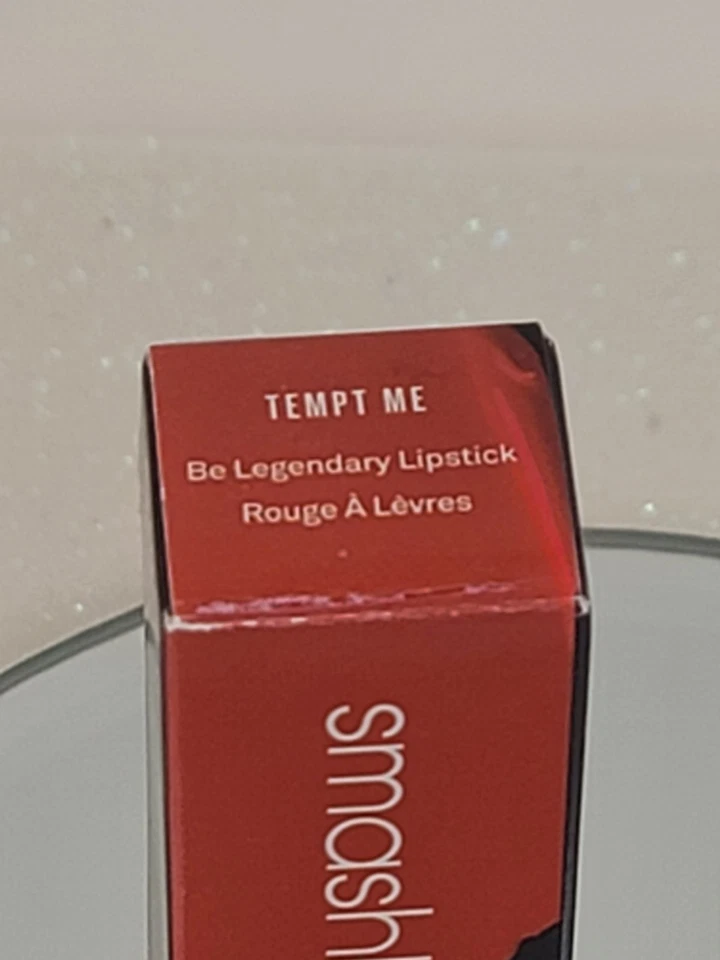 TEMPT ME
Be Legendary Lipstick
Rouge À Lèvres
smash